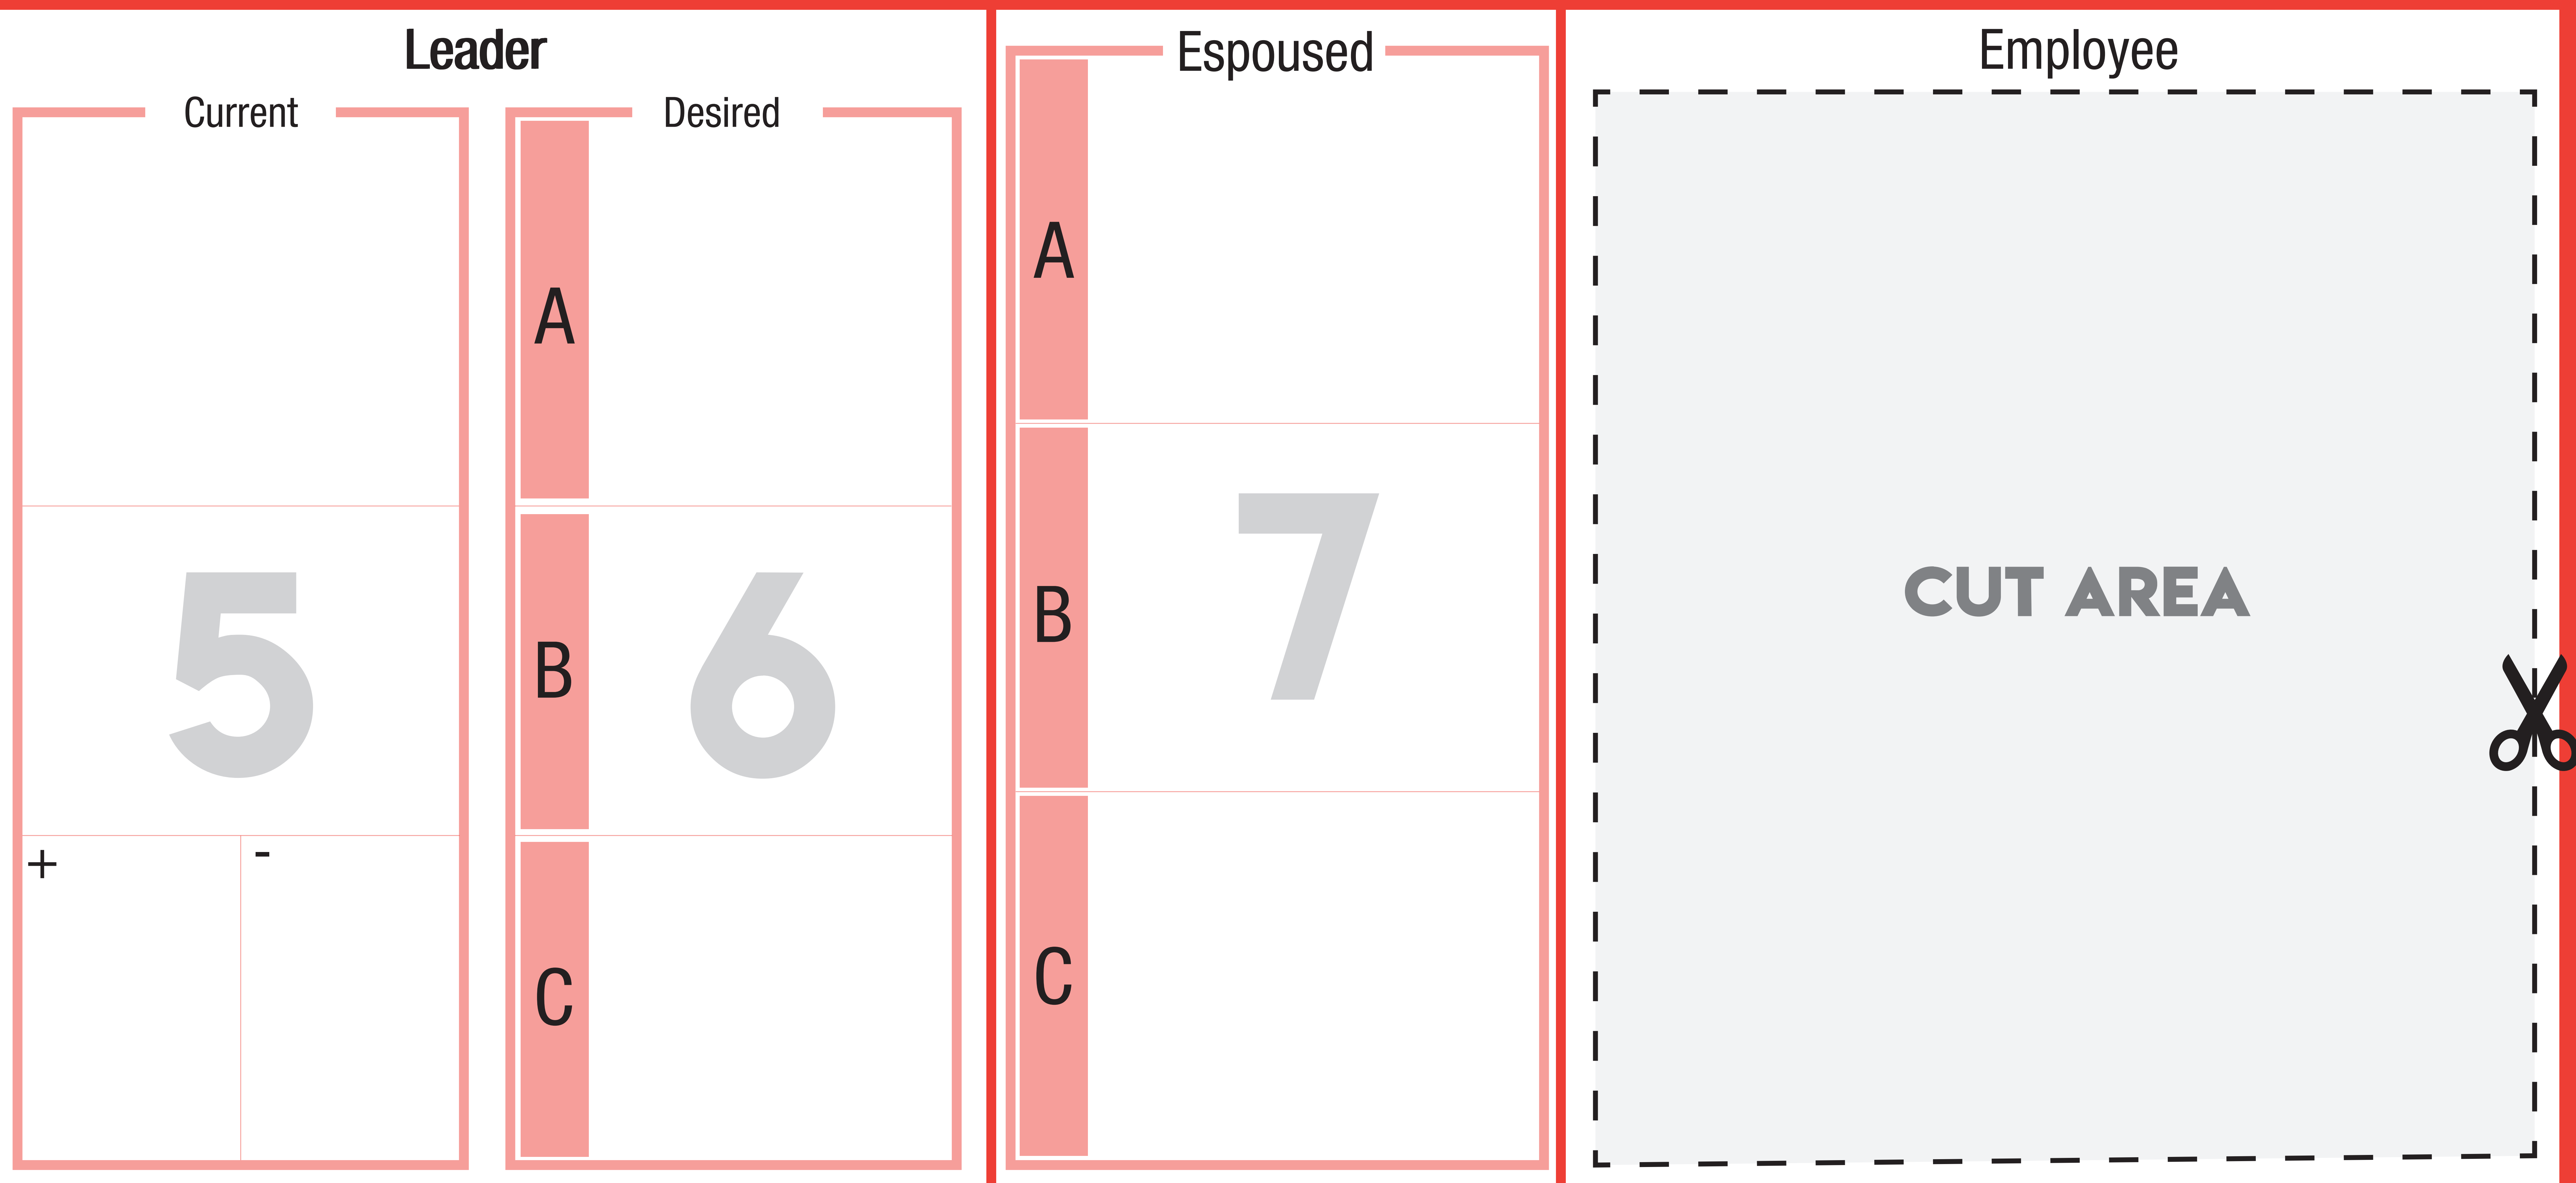 Leader
Current
5
+
-
Desired
A
B
6
C
Espoused
A
B
7
C
Employee
CUT AREA